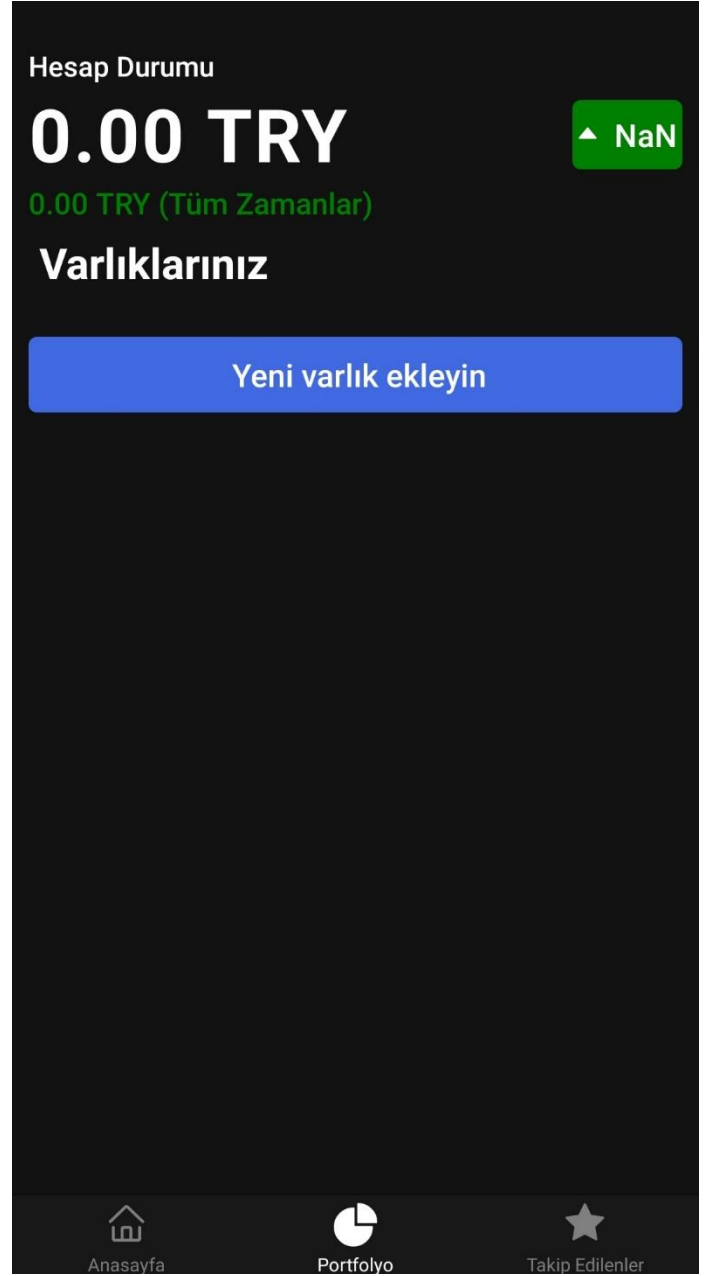 Hesap Durumu
0.00 TRY
NaN
0.00 TRY (Tüm Zamanlar)
Varlıklarınız
Yeni varlık ekleyin
Anasayfa
Portfolyo
Takip Edilenler